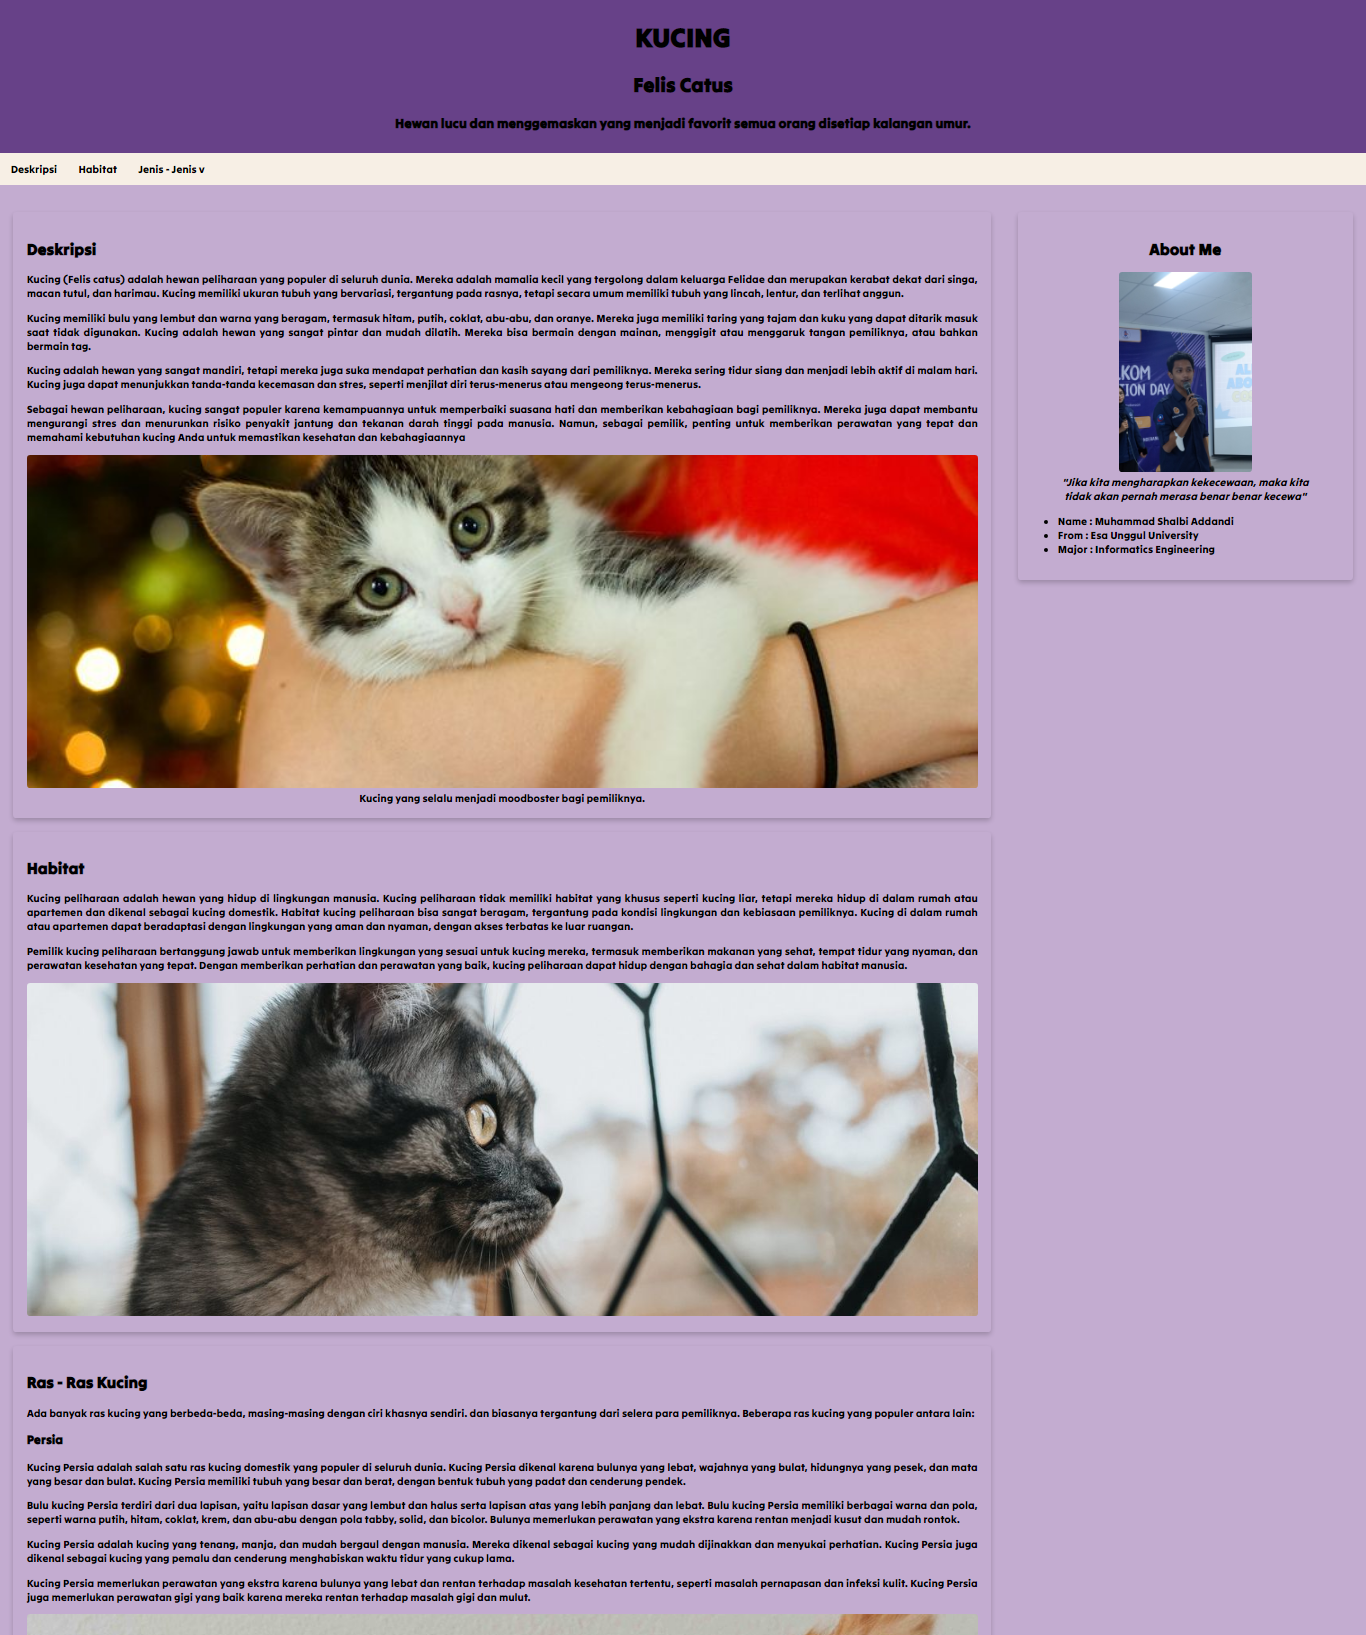 KUCING
Felis Catus
Hewan lucu dan menggemaskan yang menjadi favorit semua orang disetiap kalangan umur.
Deskripsi Habitat Jenis - Jenis v
Deskripsi
Kucing (Felis catus) adalah hewan peliharaan yang populer di seluruh dunia. Mereka adalah mamalia kecil yang tergolong dalam keluarga Felidae dan merupakan kerabat dekat dari singa,
macan tutul, dan harimau. Kucing memiliki ukuran tubuh yang bervariasi, tergantung pada rasnya, tetapi secara umum memiliki tubuh yang lincah, lentur, dan terlihat anggun.
Kucing memiliki bulu yang lembut dan warna yang beragam, termasuk hitam, putih, coklat, abu-abu, dan oranye. Mereka juga memiliki taring yang tajam dan kuku yang dapat ditarik masuk
saat tidak digunakan. Kucing adalah hewan yang sangat pintar dan mudah dilatih. Mereka bisa bermain dengan mainan, menggigit atau menggaruk tangan pemiliknya, atau bahkan
bermain tag.
Kucing adalah hewan yang sangat mandiri, tetapi mereka juga suka mendapat perhatian dan kasih sayang dari pemiliknya. Mereka sering tidur siang dan menjadi lebih aktif di malam hari.
Kucing juga dapat menunjukkan tanda-tanda kecemasan dan stres, seperti menjilat diri terus-menerus atau mengeong terus-menerus.
Sebagai hewan peliharaan, kucing sangat populer karena kemampuannya untuk memperbaiki suasana hati dan memberikan kebahagiaan bagi pemiliknya. Mereka juga dapat membantu
mengurangi stres dan menurunkan risiko penyakit jantung dan tekanan darah tinggi pada manusia. Namun, sebagai pemilik, penting untuk memberikan perawatan yang tepat dan
memahami kebutuhan kucing Anda untuk memastikan kesehatan dan kebahagiaannya
Kucing yang selalu menjadi moodboster bagi pemiliknya.
Habitat
Kucing peliharaan adalah hewan yang hidup di lingkungan manusia. Kucing peliharaan tidak memiliki habitat yang khusus seperti kucing liar, tetapi mereka hidup di dalam rumah atau
apartemen dan dikenal sebagai kucing domestik. Habitat kucing peliharaan bisa sangat beragam, tergantung pada kondisi lingkungan dan kebiasaan pemiliknya. Kucing di dalam rumah
atau apartemen dapat beradaptasi dengan lingkungan yang aman dan nyaman, dengan akses terbatas ke luar ruangan.
Pemilik kucing peliharaan bertanggung jawab untuk memberikan lingkungan yang sesuai untuk kucing mereka, termasuk memberikan makanan yang sehat, tempat tidur yang nyaman, dan
perawatan kesehatan yang tepat. Dengan memberikan perhatian dan perawatan yang baik, kucing peliharaan dapat hidup dengan bahagia dan sehat dalam habitat manusia.
Ras - Ras Kucing
Ada banyak ras kucing yang berbeda-beda, masing-masing dengan ciri khasnya sendiri. dan biasanya tergantung dari selera para pemiliknya. Beberapa ras kucing yang populer antara lain:
Persia
Kucing Persia adalah salah satu ras kucing domestik yang populer di seluruh dunia. Kucing Persia dikenal karena bulunya yang lebat, wajahnya yang bulat, hidungnya yang pesek, dan mata
yang besar dan bulat. Kucing Persia memiliki tubuh yang besar dan berat, dengan bentuk tubuh yang padat dan cenderung pendek.
Bulu kucing Persia terdiri dari dua lapisan, yaitu lapisan dasar yang lembut dan halus serta lapisan atas yang lebih panjang dan lebat. Bulu kucing Persia memiliki berbagai warna dan pola,
seperti warna putih, hitam, coklat, krem, dan abu-abu dengan pola tabby, solid, dan bicolor. Bulunya memerlukan perawatan yang ekstra karena rentan menjadi kusut dan mudah rontok.
Kucing Persia adalah kucing yang tenang, manja, dan mudah bergaul dengan manusia. Mereka dikenal sebagai kucing yang mudah dijinakkan dan menyukai perhatian. Kucing Persia juga
dikenal sebagai kucing yang pemalu dan cenderung menghabiskan waktu tidur yang cukup lama.
Kucing Persia memerlukan perawatan yang ekstra karena bulunya yang lebat dan rentan terhadap masalah kesehatan tertentu, seperti masalah pernapasan dan infeksi kulit. Kucing Persia
juga memerlukan perawatan gigi yang baik karena mereka rentan terhadap masalah gigi dan mulut.
About Me
LKOM
TION DAY
AL
ABO
"Jika kita mengharapkan kekecewaan, maka kita
tidak akan pernah merasa benar benar kecewa"
Name : Muhammad Shalbi Addandi
From : Esa Unggul University
Major : Informatics Engineering